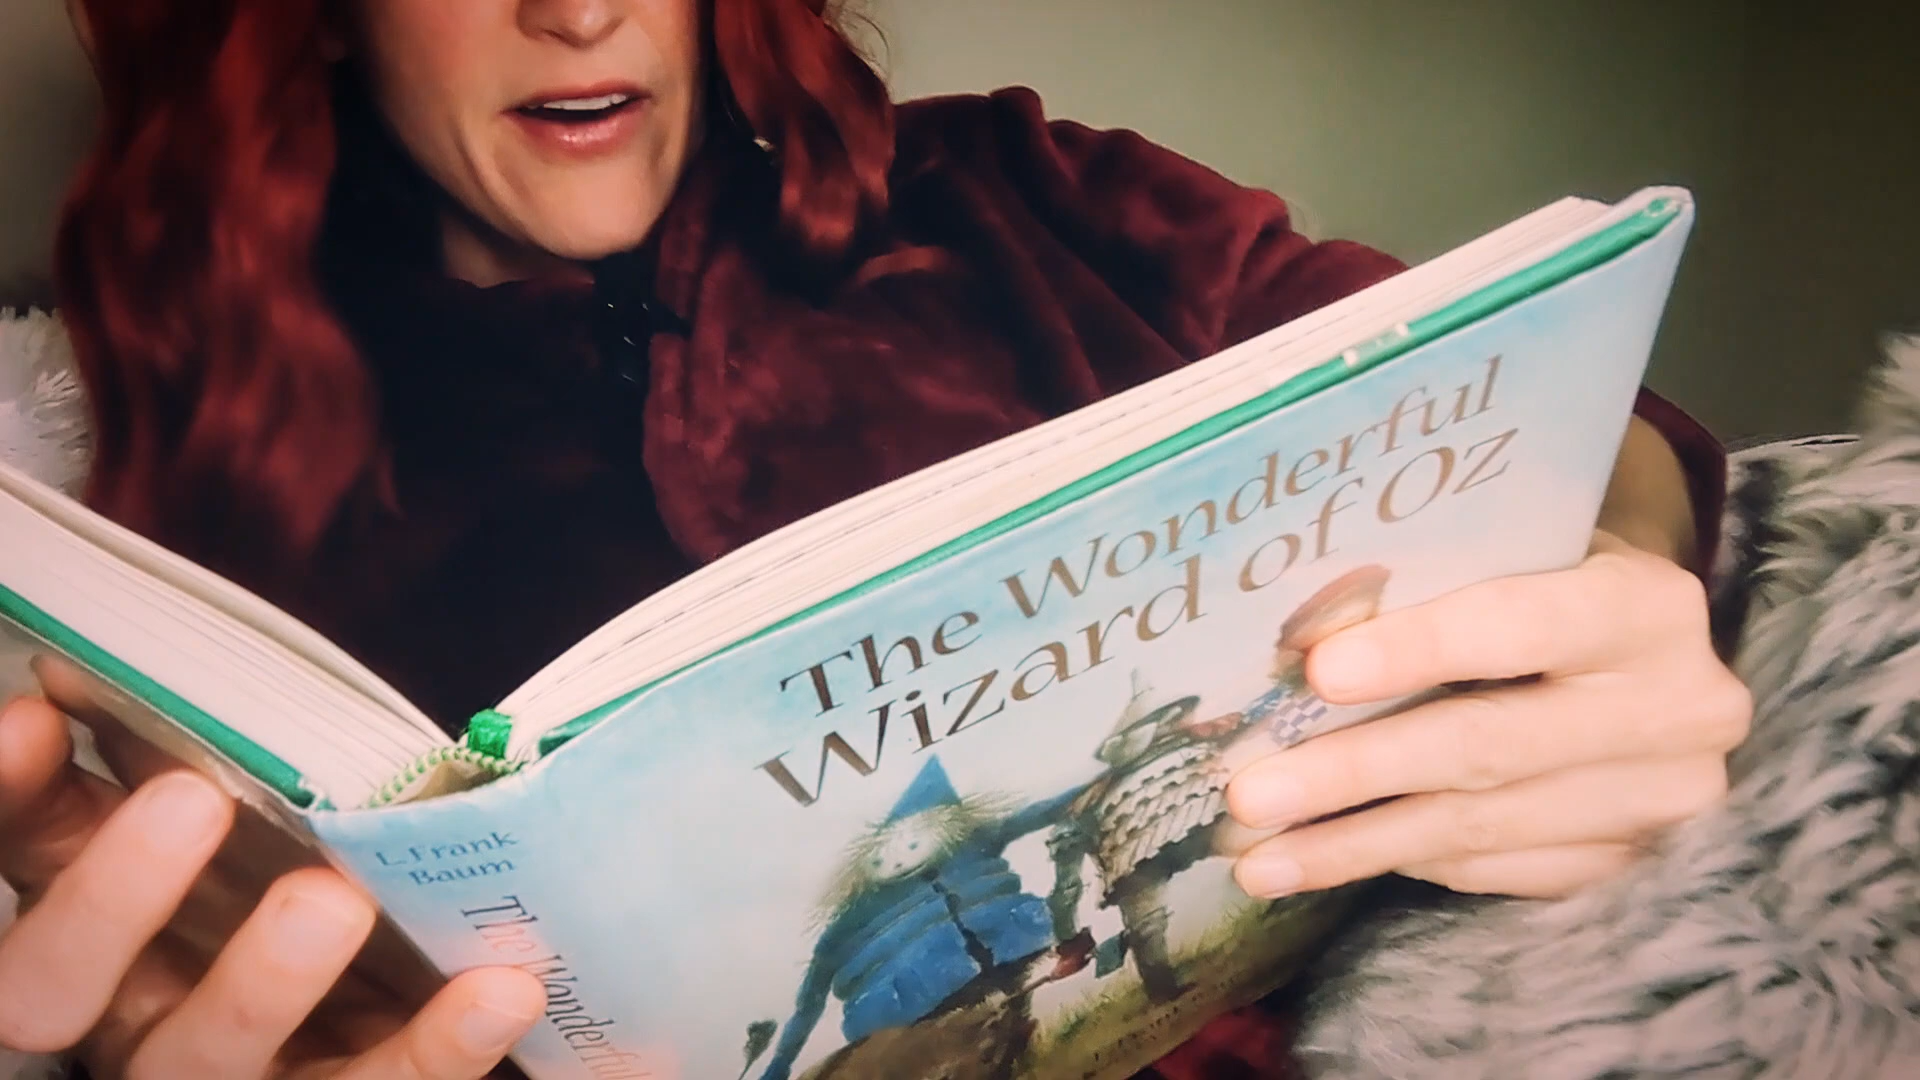 The Wonderful
Wizard of Oz
L. Frank
Baum
The Wonderful